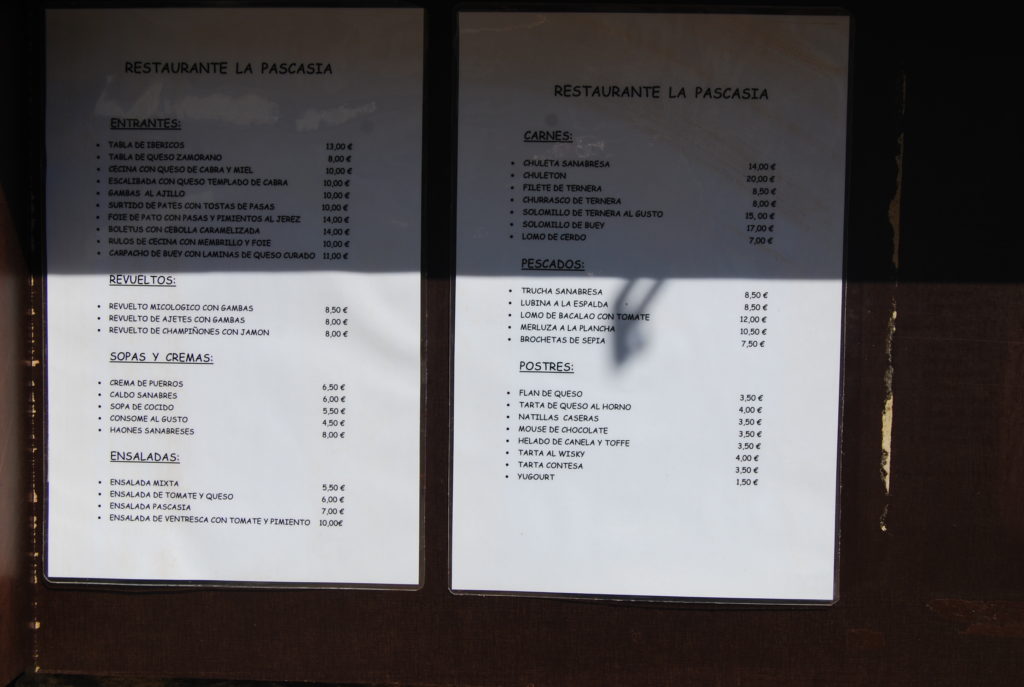 RESTAURANTE LA PASCASIA
ENTRANTES:
• TABLA DE IBERICOS 13,00 €
• TABLA DE QUESO ZAMORANO 8,00 €
• CECINA CON QUESO DE CABRA Y MIEL 10,00 €
• ESCALIBADA CON QUESO TEMPLADO DE CABRA 10,00 €
• GAMBAS AL AJILLO 10,00 €
• SURTIDO DE PATES CON TOSTAS DE PASAS 10,00 €
• FOIE DE PATO CON PASAS Y PIMIENTOS AL JEREZ 14,00 €
• BOLETUS CON CEBOLLA CARAMELIZADA 14,00 €
• RULOS DE CECINA CON MEMBRILLO Y FOIE 10,00 €
• CARPACHO DE BUEY CON LAMINAS DE QUESO CURADO 11,00 €
REVUELTOS:
• REVUELTO MICOLOGICO CON GAMBAS 8,50 €
• REVUELTO DE AJETES CON GAMBAS 8,00 €
• REVUELTO DE CHAMPIÑONES CON JAMON 8,00 €
SOPAS Y CREMAS:
• CREMA DE PUERROS 6,50 €
• CALDO SANABRES 6,00 €
• SOPA DE COCIDO 5,50 €
• CONSOME AL GUSTO 4,50 €
• HAONES SANABRESES 8,00 €
ENSALADAS:
• ENSALADA MIXTA 5,50 €
• ENSALADA DE TOMATE Y QUESO 6,00 €
• ENSALADA PASCASIA 7,00 €
• ENSALADA DE VENTRESCA CON TOMATE Y PIMIENTO 10,00€
RESTAURANTE LA PASCASIA
CARNES:
• CHULETA SANABRESA 14,00 €
• CHULETON 20,00 €
• FILETE DE TERNERA 8,50 €
• CHURRASCO DE TERNERA 8,00 €
• SOLOMILLO DE TERNERA AL GUSTO 15,00 €
• SOLOMILLO DE BUEY 17,00 €
• LOMO DE CERDO 7,00 €
PESCADOS:
• TRUCHA SANABRESA 8,50 €
• LUBINA A LA ESPALDA 8,50 €
• LOMO DE BACALAO CON TOMATE 12,00 €
• MERLUZA A LA PLANCHA 10,50 €
• BROCHETAS DE SEPIA 7,50 €
POSTRES:
• FLAN DE QUESO 3,50 €
• TARTA DE QUESO AL HORNO 4,00 €
• NATILLAS CASERAS 3,50 €
• MOUSE DE CHOCOLATE 3,50 €
• HELADO DE CANELA Y TOFFE 3,50 €
• TARTA AL WISKY 4,00 €
• TARTA CONTESA 3,50 €
• YUGOURT 1,50 €